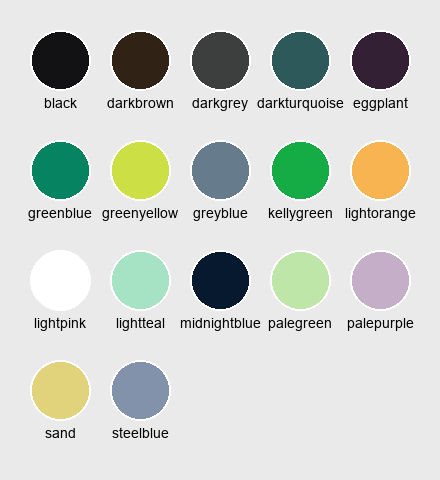 black darkbrown darkgrey darkturquoise eggplant
greenblue greenyellow greyblue kellygreen lightorange
lightpink lightteal midnightblue palegreen palepurple
sand steelblue